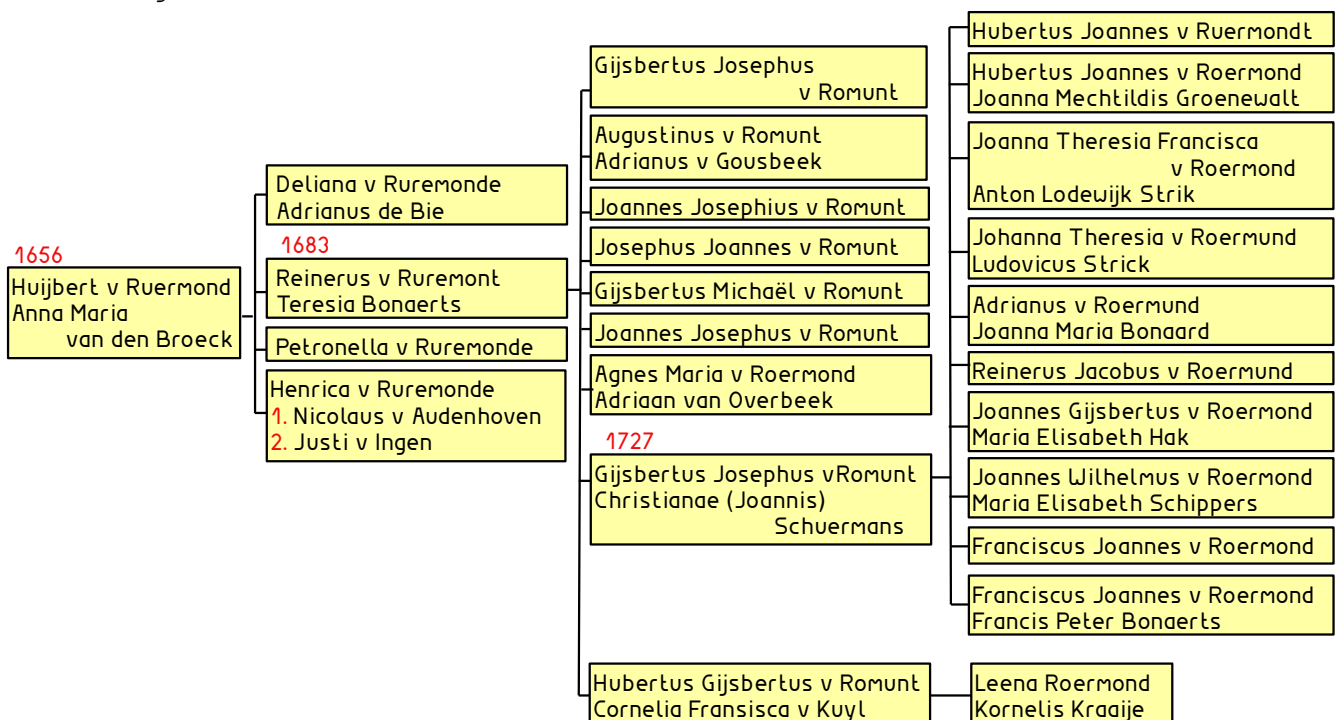 1656
Huijbert v Ruermond
Anna Maria
van den Broeck
Deliana v Ruremonde
Adrianus de Bie
1683
Reinerus v Ruremont
Teresia Bonaerts
Petronella v Ruremonde
Henrica v Ruremonde
1. Nicolaus v Audenhoven
2. Justi v Ingen
Gijsbertus Josephus
v Romunt
Augustinus v Romunt
Adrianus v Gousbeek
Joannes Josephius v Romunt
Josephus Joannes v Romunt
Gijsbertus Michaël v Romunt
Joannes Josephus v Romunt
Agnes Maria v Roermond
Adriaan van Overbeek
1727
Gijsbertus Josephus vRomunt
Christianae (Joannis)
Schuermans
Hubertus Gijsbertus v Romunt
Cornelia Fransisca v Kuyl
Hubertus Joannes v Ruermondt
Hubertus Joannes v Roermond
Joanna Mechtildis Groenewalt
Joanna Theresia Francisca
v Roermond
Anton Lodewijk Strik
Johanna Theresia v Roermund
Ludovicus Strick
Adrianus v Roermund
Joanna Maria Bonaard
Reinerus Jacobus v Roermund
Joannes Gijsbertus v Roermond
Maria Elisabeth Hak
Joannes Wilhelmus v Roermond
Maria Elisabeth Schippers
Franciscus Joannes v Roermond
Franciscus Joannes v Roermond
Francis Peter Bonaerts
Leena Roermond
Kornelis Kraaije